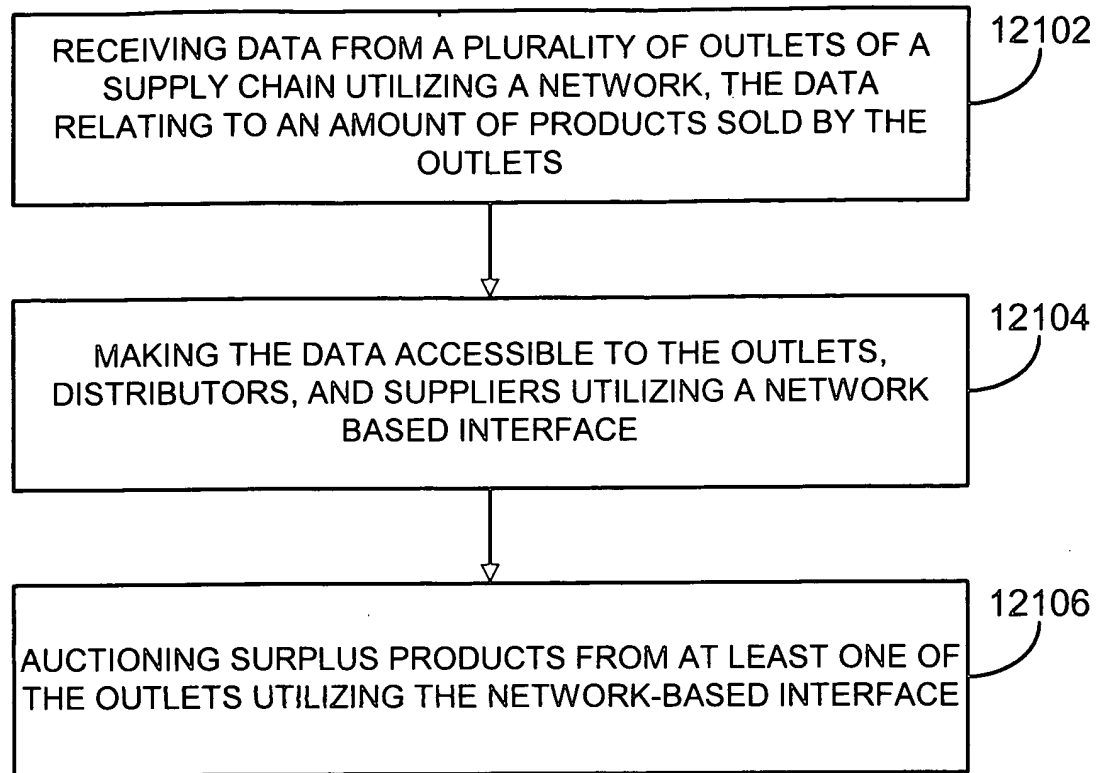 RECEIVING DATA FROM A PLURALITY OF OUTLETS OF A
SUPPLY CHAIN UTILIZING A NETWORK, THE DATA
RELATING TO AN AMOUNT OF PRODUCTS SOLD BY THE
OUTLETS
12102
MAKING THE DATA ACCESSIBLE TO THE OUTLETS,
DISTRIBUTORS, AND SUPPLIERS UTILIZING A NETWORK
BASED INTERFACE
12104
AUCTIONING SURPLUS PRODUCTS FROM AT LEAST ONE OF
THE OUTLETS UTILIZING THE NETWORK-BASED INTERFACE
12106